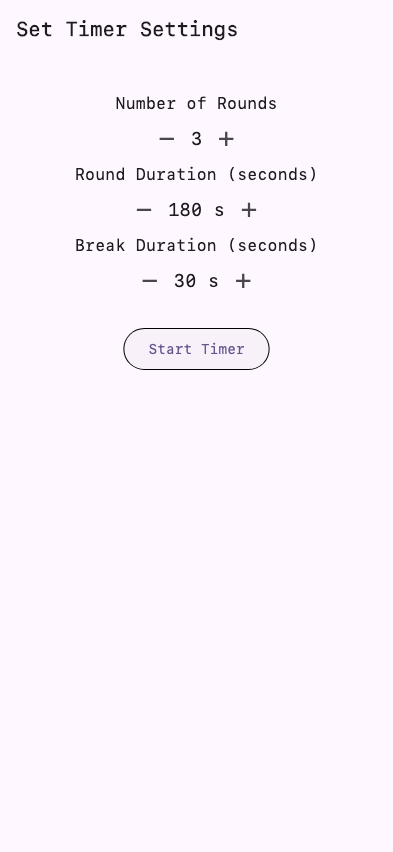 Set Timer Settings
Number of Rounds
— 3 +
Round Duration (seconds)
— 180 s +
Break Duration (seconds)
— 30 s +
Start Timer